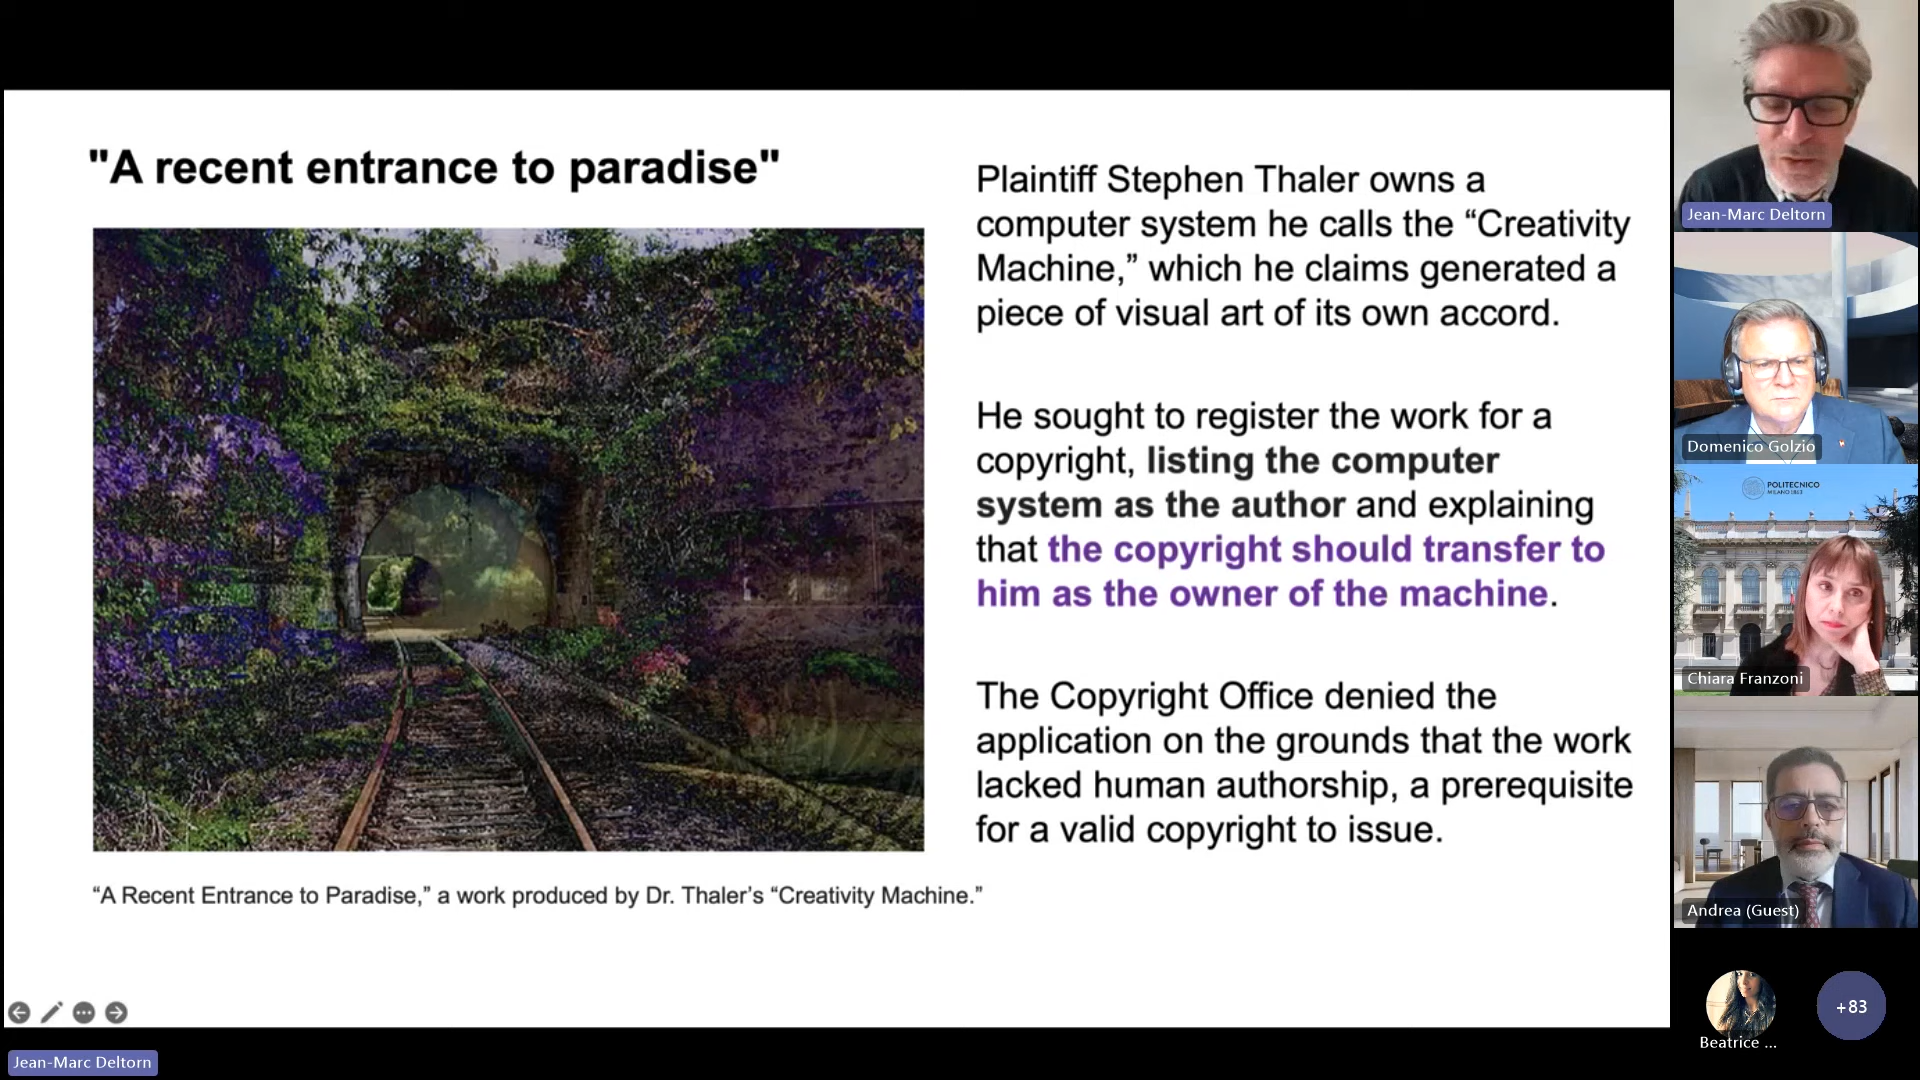 "A recent entrance to paradise"
Plaintiff Stephen Thaler owns a
computer system he calls the “Creativity
Machine,” which he claims generated a
piece of visual art of its own accord.
He sought to register the work for a
copyright, listing the computer
system as the author and explaining
that the copyright should transfer to
him as the owner of the machine.
The Copyright Office denied the
application on the grounds that the work
lacked human authorship, a prerequisite
for a valid copyright to issue.
“A Recent Entrance to Paradise,” a work produced by Dr. Thaler’s “Creativity Machine.”
Jean-Marc Deltorn
Jean-Marc Deltorn
Domenico Golzio
POLITECNICO
MILANO 1863
Chiara Franzoni
Andrea (Guest)
Beatrice ...
+83